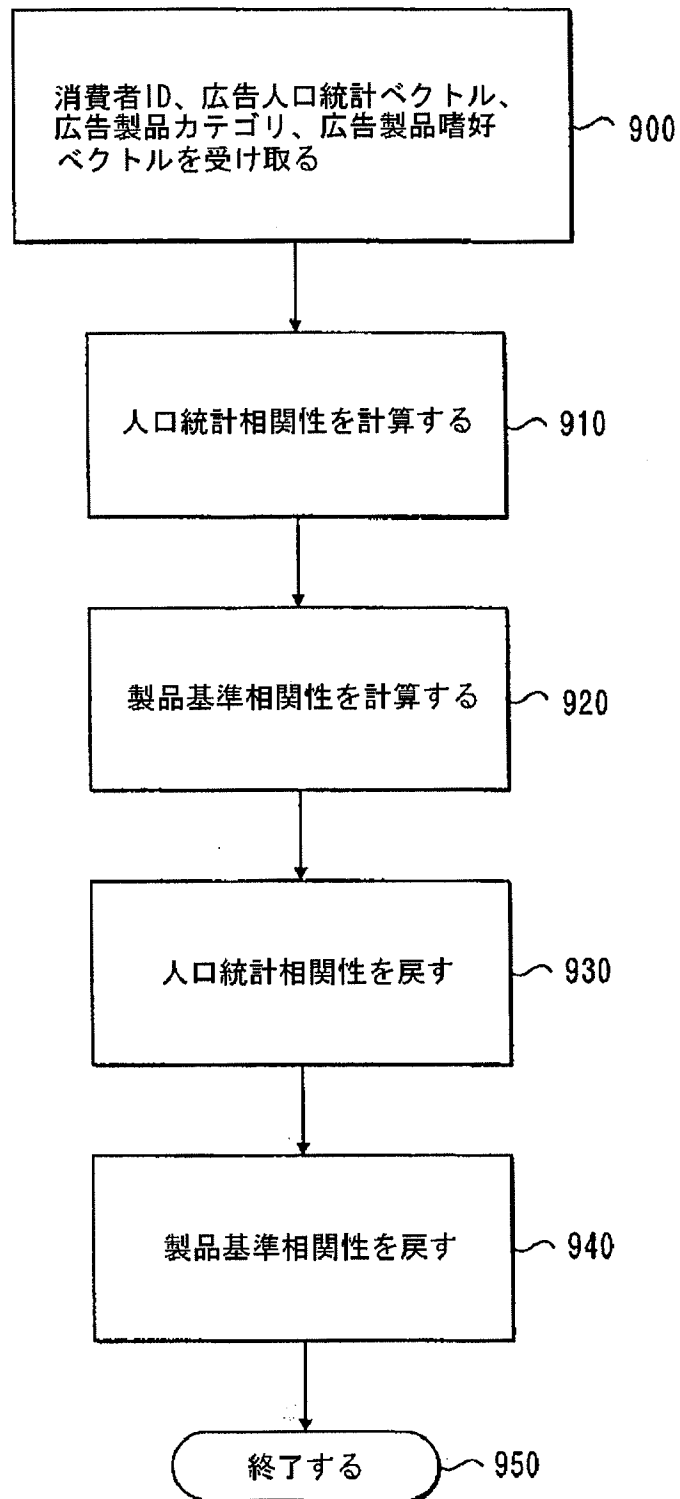 消費者ID、広告人口統計ベクトル、
広告製品カテゴリ、広告製品嗜好
ベクトルを受け取る
900
人口統計相関性を計算する
910
製品基準相関性を計算する
920
人口統計相関性を戻す
930
製品基準相関性を戻す
940
終了する
950